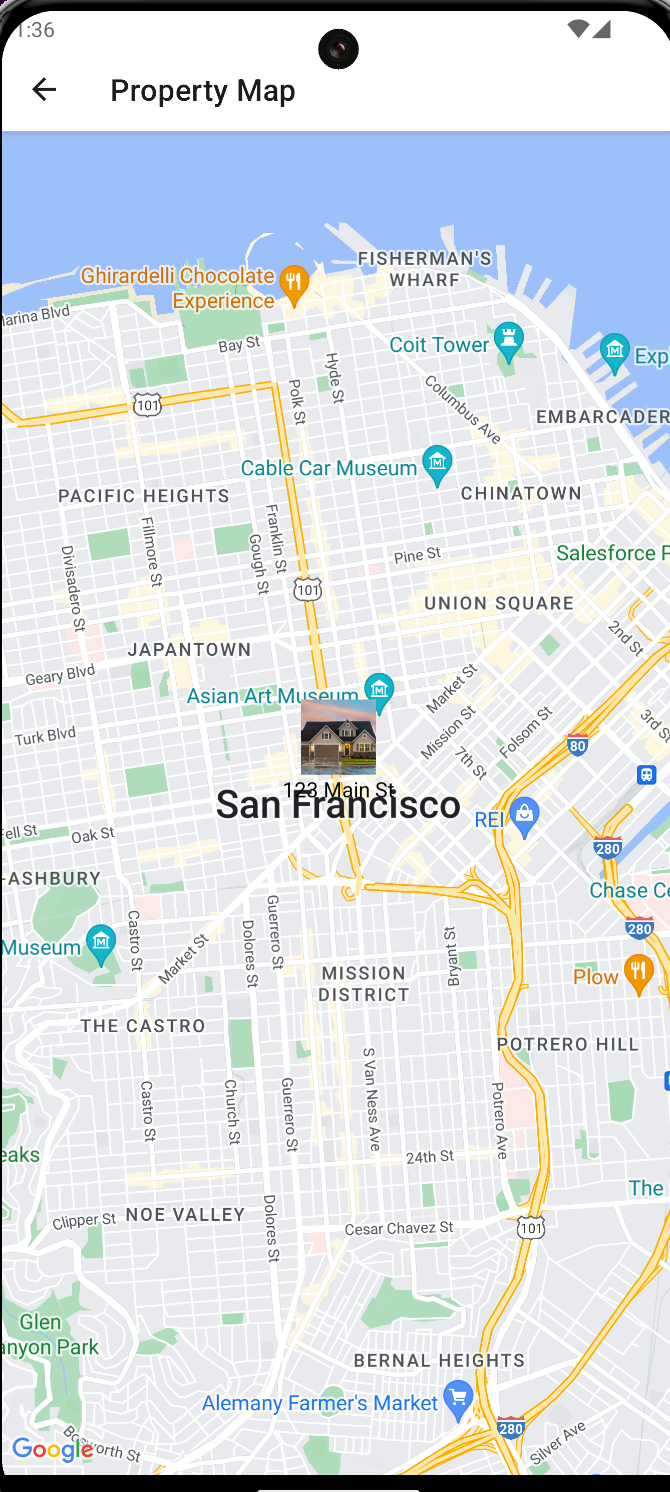 1:36
Property Map
FISHERMAN'S
WHARF
Ghirardelli Chocolate
Experience
Marina Blvd
Bay St
Coit Tower
Exp
Hyde St
Polk St
Columbus Ave
101
EMBARCADER
Cable Car Museum
CHINATOWN
PACIFIC HEIGHTS
Fillmore St
Franklin St
Gough St
Divisadero St
Pine St
Salesforce P
101
UNION SQUARE
2nd St
JAPANTOWN
Geary Blvd
Asian Art Museum
Market St
Mission St
Folsom St
3rd St
Turk Blvd
7th St
80
123 Main St
San Francisco
REI
Fell St
Oak St
280
-ASHBURY
Chase Ce
Guerrero St
Dolores St
Castro St
Market St
Bryant St
280
Museum
MISSION
DISTRICT
Plow
THE CASTRO
POTRERO HILL
S Van Ness Ave
Castro St
Church St
Guerrero St
Potrero Ave
eaks
24th St
The
Clipper St
NOE VALLEY
Dolores St
Cesar Chavez St
101
Glen
anyon Park
BERNAL HEIGHTS
Alemany Farmer's Market
280
Silver Ave
Google
Bosworth St